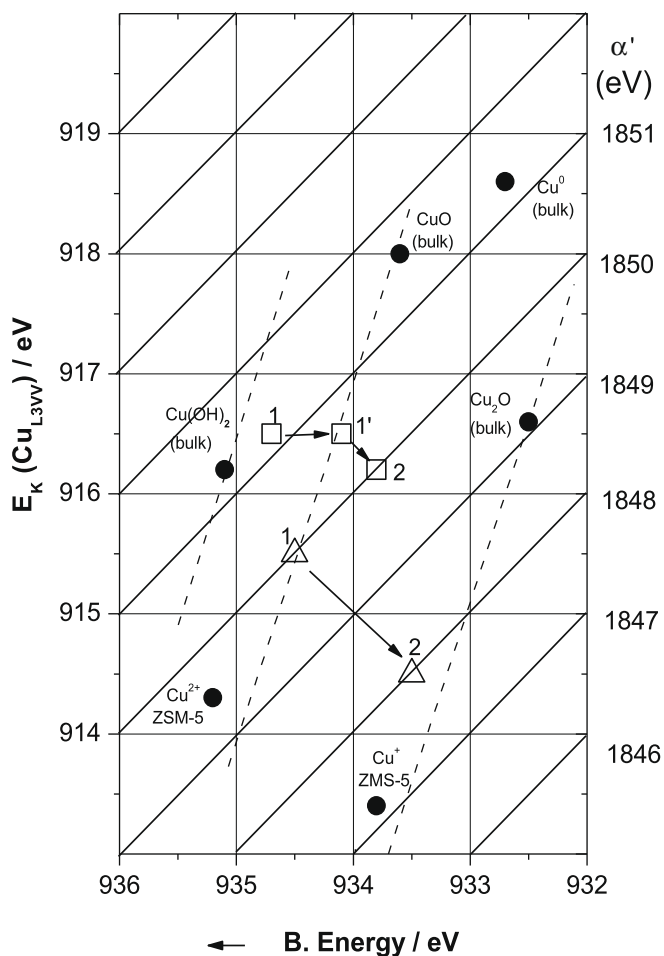 α'
(eV)
919
1851
Cu⁰
(bulk)
CuO
(bulk)
918
1850
917
1849
Cu(OH)₂
(bulk)
1
1'
2
Cu₂O
(bulk)
916
1848
1
915
1847
2
Cu²⁺
ZSM-5
914
1846
Cu⁺
ZMS-5
936
935
934
933
932
E_K (Cu_L3VV) / eV
← B. Energy / eV